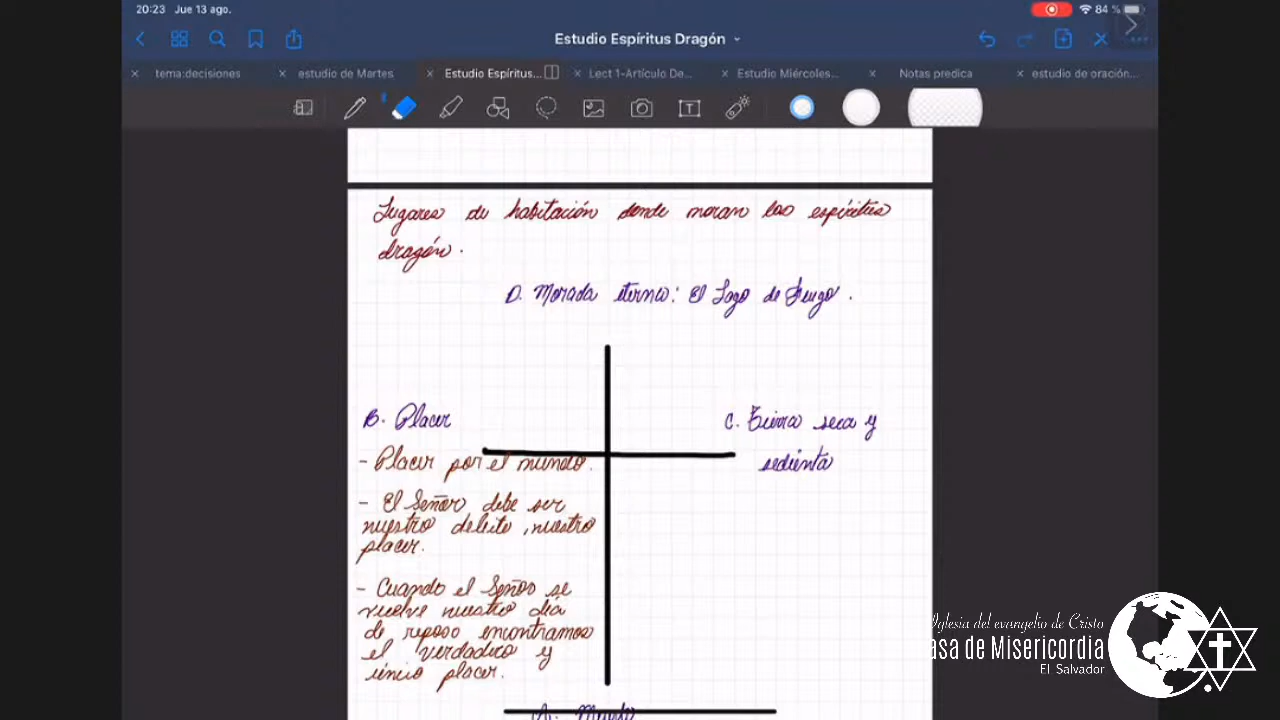 20:23 Jue 13 ago. 84 %
Estudio Espíritus Dragón
tema:decisiones estudio de Martes Estudio Espíritus... Lect 1-Artículo De... Estudio Miércoles... Notas predica estudio de oración...
Lugares de habitación donde moran los espíritus
dragón.
D. Morada eterna: El Lago de Fuego.
B. Placer
C. Tierra seca y
sedienta
- Placer por el mundo.
- El Señor debe ser
nuestro deleite, nuestro
placer.
- Cuando el Señor se
vuelve nuestro día
de reposo encontramos
el verdadero y
único placer.
A. Mundo
Iglesia del evangelio de Cristo
asa de Misericordia
El Salvador